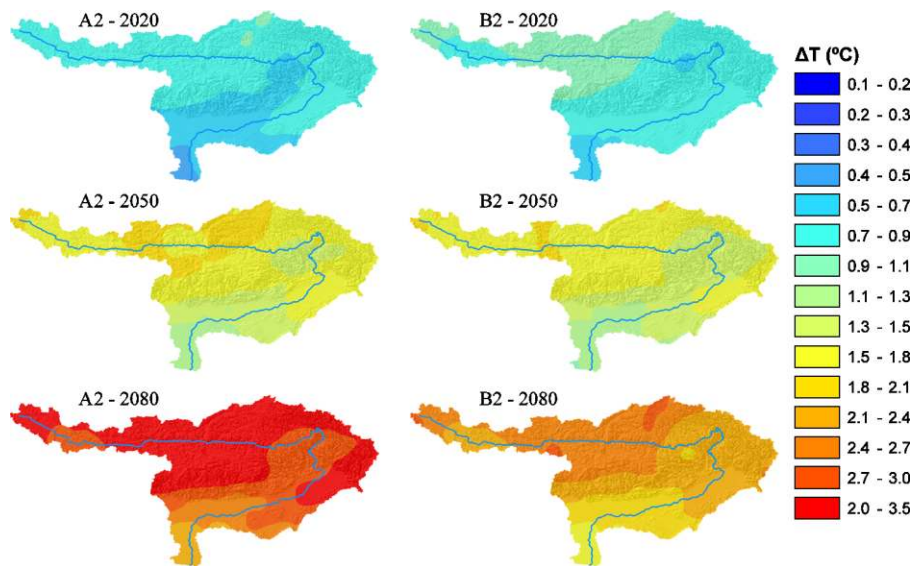 A2 - 2020
B2 - 2020
ΔT (ºC)
0.1 - 0.2
0.2 - 0.3
0.3 - 0.4
0.4 - 0.5
0.5 - 0.7
0.7 - 0.9
0.9 - 1.1
1.1 - 1.3
1.3 - 1.5
1.5 - 1.8
1.8 - 2.1
2.1 - 2.4
2.4 - 2.7
2.7 - 3.0
2.0 - 3.5
A2 - 2050
B2 - 2050
A2 - 2080
B2 - 2080